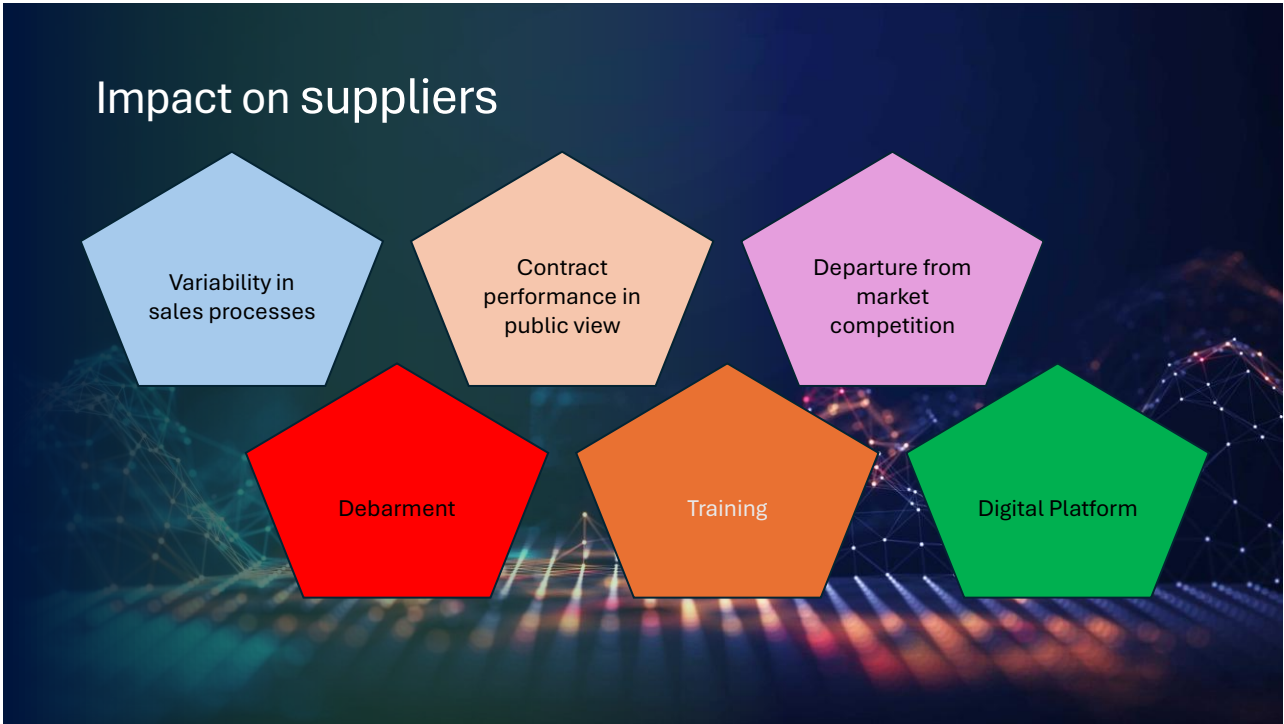 Impact on suppliers
Variability in
sales processes
Contract
performance in
public view
Departure from
market
competition
Debarment
Training
Digital Platform